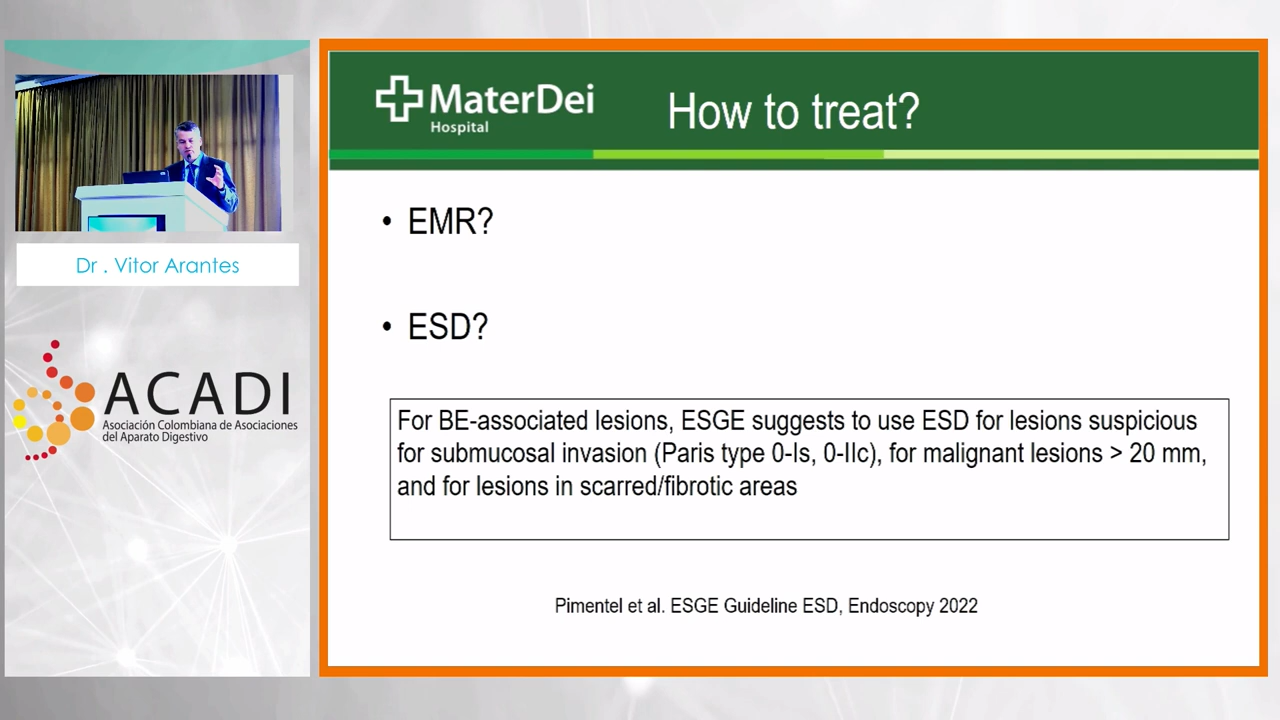 MaterDei
Hospital
How to treat?
• EMR?
• ESD?
For BE-associated lesions, ESGE suggests to use ESD for lesions suspicious
for submucosal invasion (Paris type 0-Is, 0-IIc), for malignant lesions > 20 mm,
and for lesions in scarred/fibrotic areas
Pimentel et al. ESGE Guideline ESD, Endoscopy 2022
Dr . Vitor Arantes
ACADI
Asociación Colombiana de Asociaciones
del Aparato Digestivo